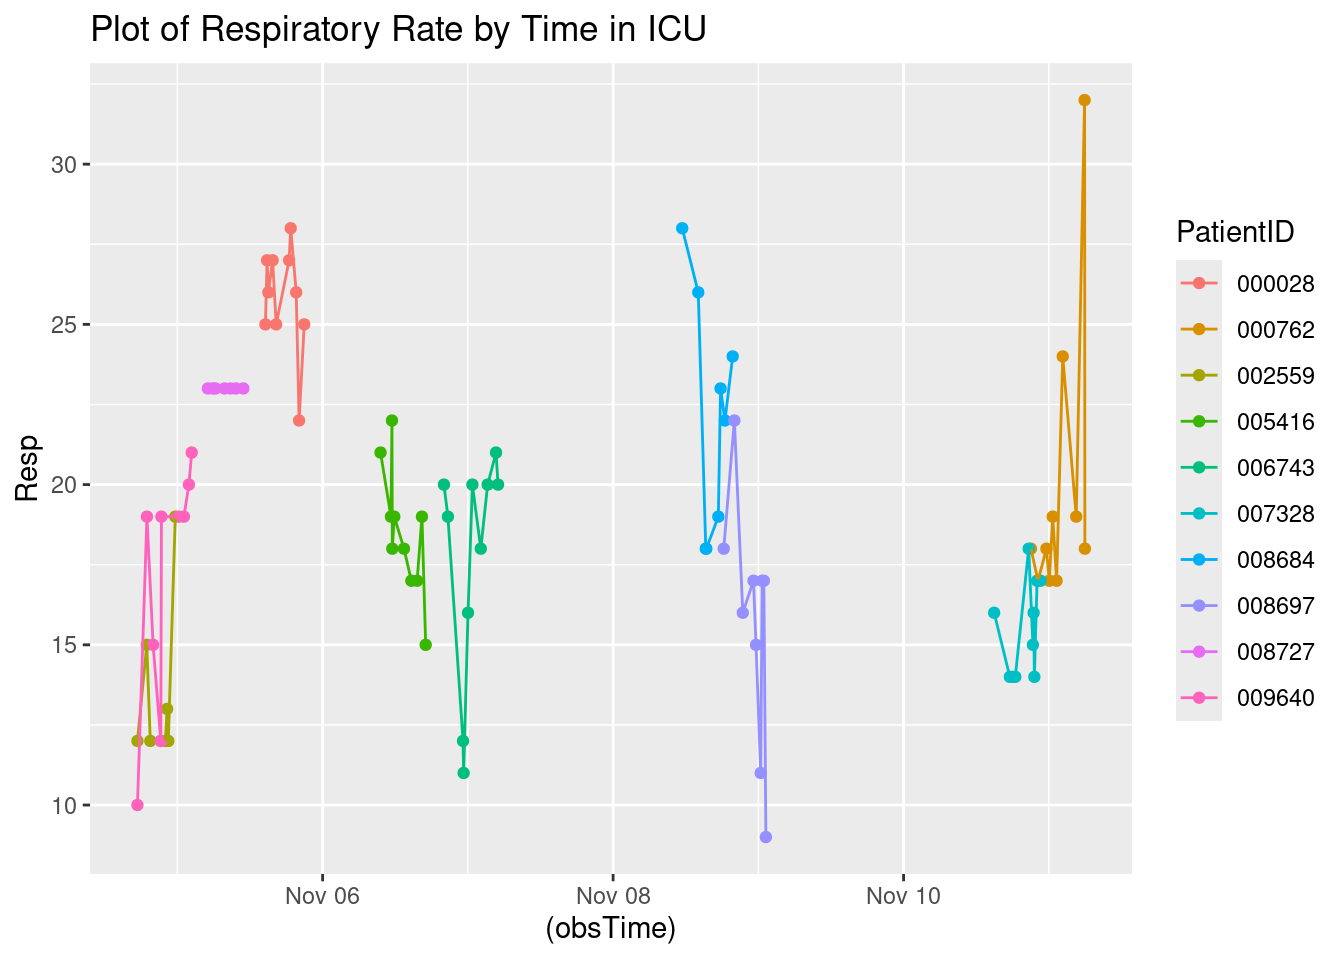 Plot of Respiratory Rate by Time in ICU
Resp
30
25
20
15
10
Nov 06
Nov 08
Nov 10
(obsTime)
PatientID
000028
000762
002559
005416
006743
007328
008684
008697
008727
009640